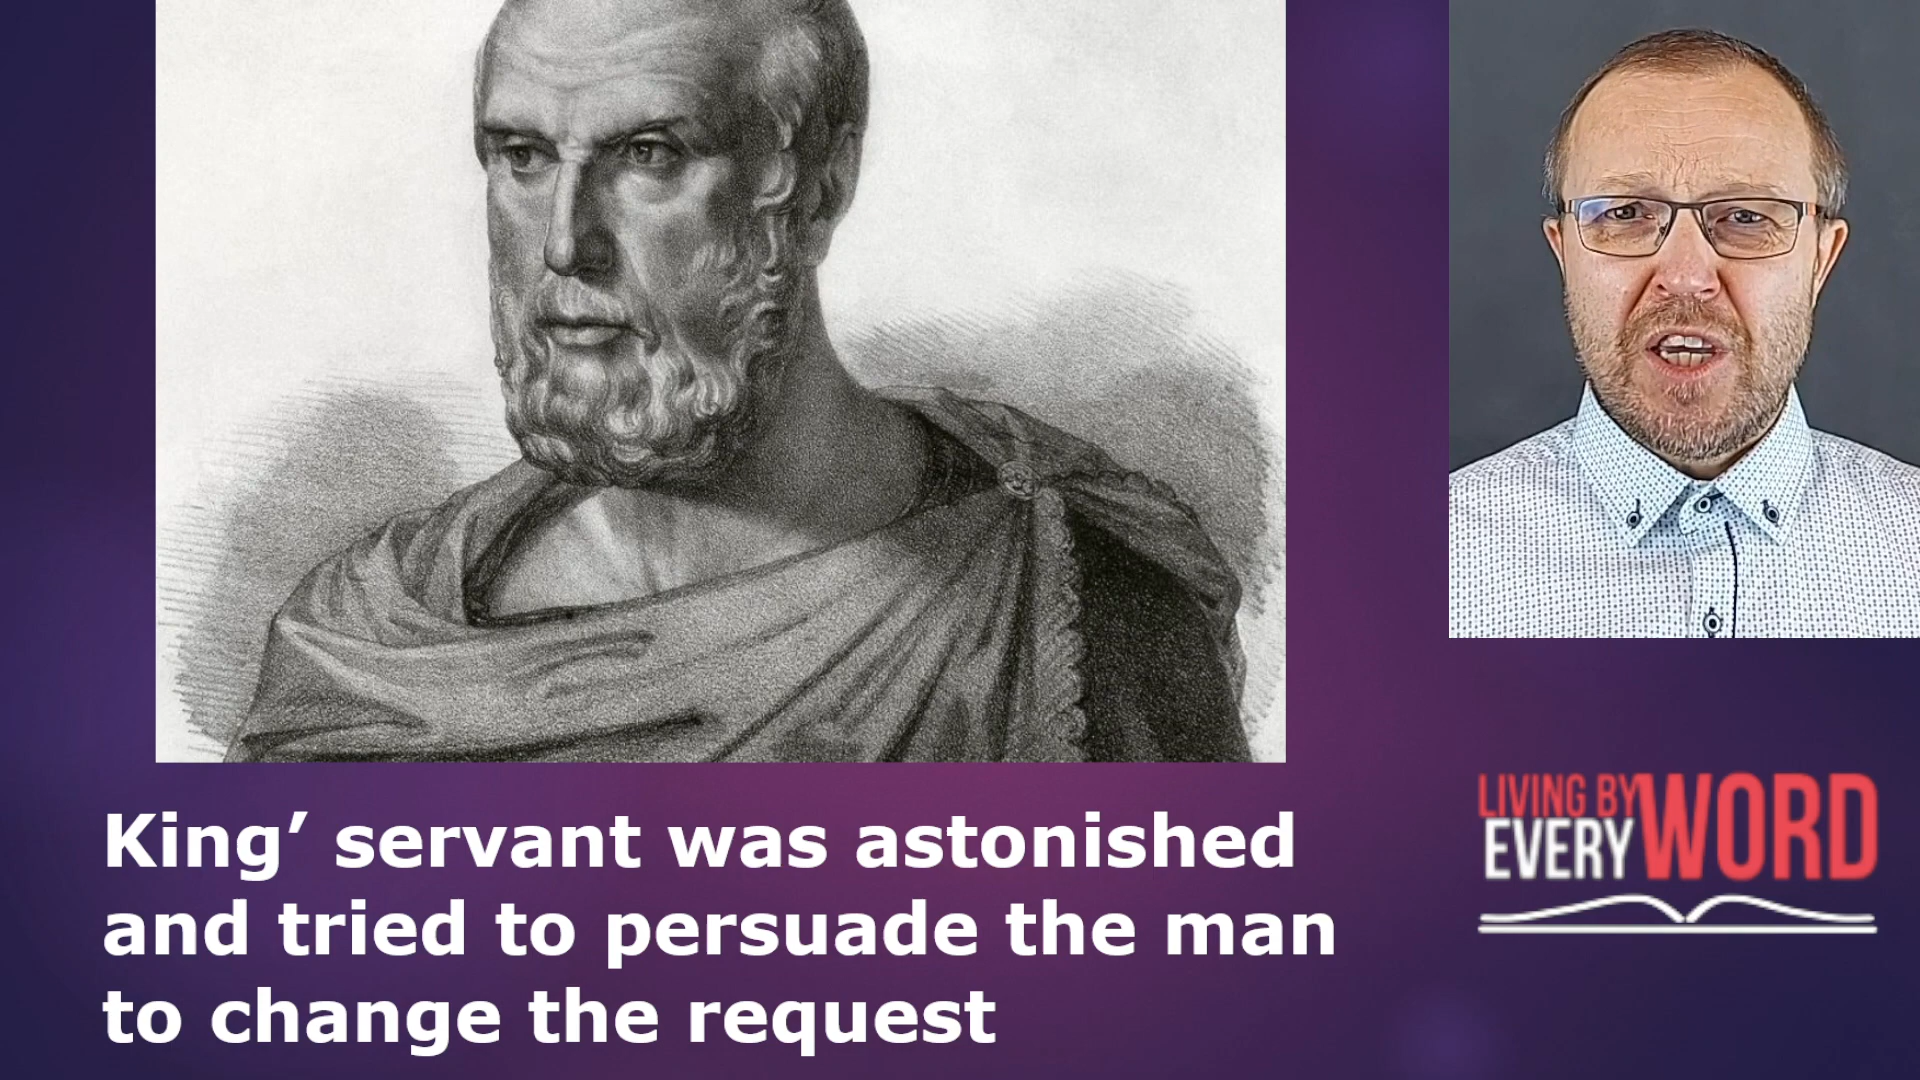 King’ servant was astonished
and tried to persuade the man
to change the request
LIVING BY
EVERY WORD